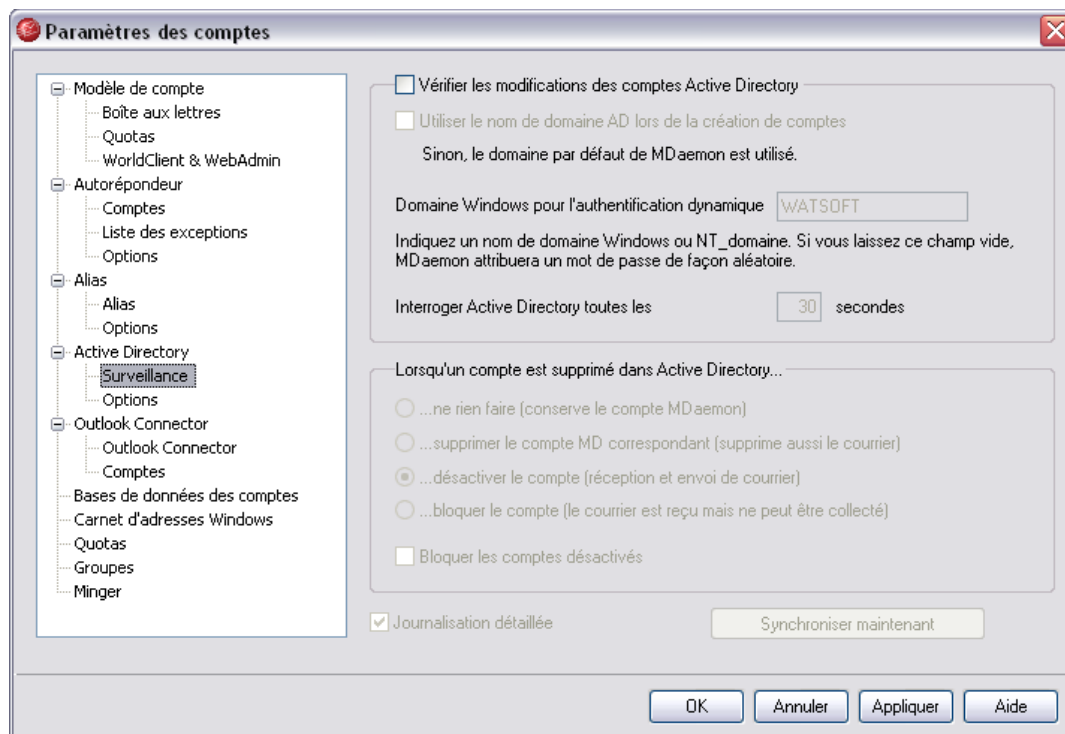 Paramètres des comptes
Modèle de compte
Boîte aux lettres
Quotas
WorldClient & WebAdmin
Autorépondeur
Comptes
Liste des exceptions
Options
Alias
Alias
Options
Active Directory
Surveillance
Options
Outlook Connector
Outlook Connector
Comptes
Bases de données des comptes
Carnet d'adresses Windows
Quotas
Groupes
Minger
Vérifier les modifications des comptes Active Directory
Utiliser le nom de domaine AD lors de la création de comptes
Sinon, le domaine par défaut de MDaemon est utilisé.
Domaine Windows pour l'authentification dynamique WATSOFT
Indiquez un nom de domaine Windows ou NT_domaine. Si vous laissez ce champ vide,
MDaemon attribuera un mot de passe de façon aléatoire.
Interroger Active Directory toutes les 30 secondes
Lorsqu'un compte est supprimé dans Active Directory...
...ne rien faire (conserve le compte MDaemon)
...supprimer le compte MD correspondant (supprime aussi le courrier)
...désactiver le compte (réception et envoi de courrier)
...bloquer le compte (le courrier est reçu mais ne peut être collecté)
Bloquer les comptes désactivés
Journalisation détaillée
Synchroniser maintenant
OK
Annuler
Appliquer
Aide